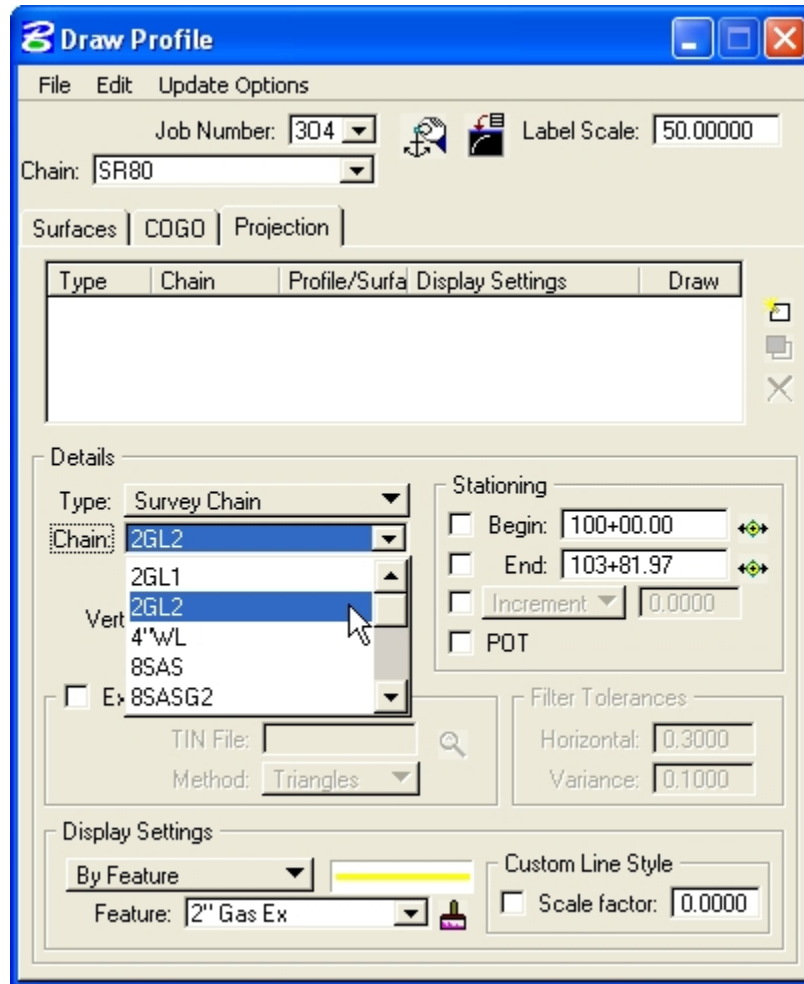 Draw Profile
File Edit Update Options
Job Number: 304 Label Scale: 50.00000
Chain: SR80
Surfaces COGO Projection
Type Chain Profile/Surfa Display Settings Draw
Details
Type: Survey Chain
Chain: 2GL2
2GL1
2GL2
Vert
4"WL
8SAS
8SASG2
Stationing
Begin: 100+00.00
End: 103+81.97
Increment 0.0000
POT
Ex
TIN File:
Method: Triangles
Filter Tolerances
Horizontal: 0.3000
Variance: 0.1000
Display Settings
By Feature
Feature: 2" Gas Ex
Custom Line Style
Scale factor: 0.0000